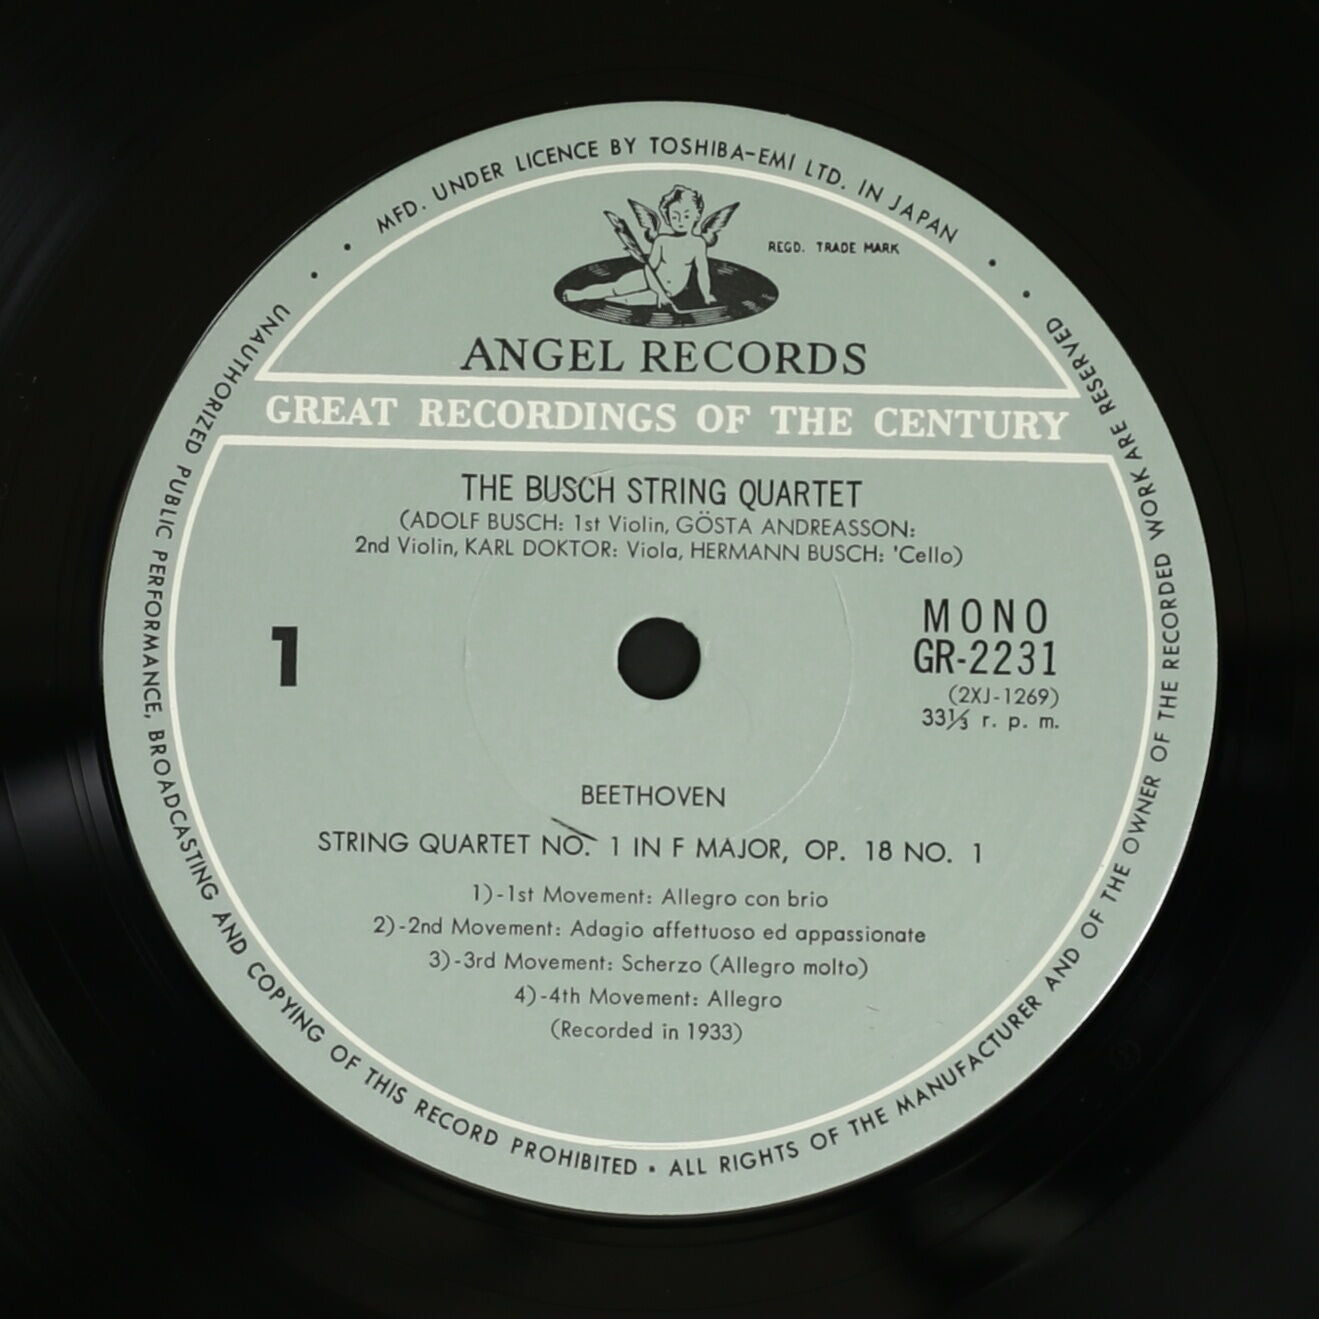 MFD. UNDER LICENCE BY TOSHIBA-EMI LTD. IN JAPAN
REGD. TRADE MARK
ANGEL RECORDS
GREAT RECORDINGS OF THE CENTURY
THE BUSCH STRING QUARTET
(ADOLF BUSCH: 1st Violin, GÖSTA ANDREASSON:
2nd Violin, KARL DOKTOR: Viola, HERMANN BUSCH: 'Cello)
1
MONO
GR-2231
(2XJ-1269)
33⅓ r. p. m.
BEETHOVEN
STRING QUARTET NO. 1 IN F MAJOR, OP. 18 NO. 1
1)-1st Movement: Allegro con brio
2)-2nd Movement: Adagio affettuoso ed appassionate
3)-3rd Movement: Scherzo (Allegro molto)
4)-4th Movement: Allegro
(Recorded in 1933)
UNAUTHORIZED PUBLIC PERFORMANCE, BROADCASTING AND COPYING OF THIS RECORD PROHIBITED • ALL RIGHTS OF THE MANUFACTURER AND OF THE OWNER OF THE RECORDED WORK ARE RESERVED